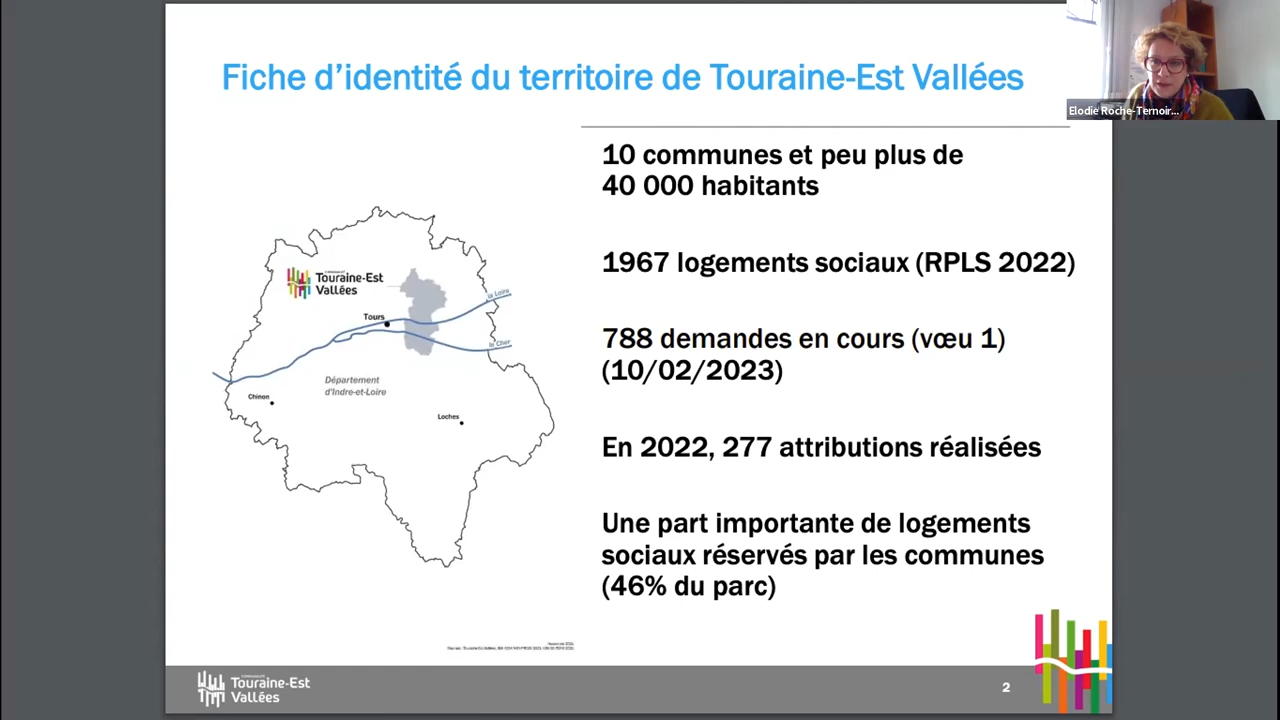 Fiche d’identité du territoire de Touraine-Est Vallées
Elodie Roche-Ternoir...
10 communes et peu plus de
40 000 habitants
1967 logements sociaux (RPLS 2022)
788 demandes en cours (vœu 1)
(10/02/2023)
En 2022, 277 attributions réalisées
Une part importante de logements
sociaux réservés par les communes
(46% du parc)
Touraine-Est
Vallées
la Loire
Tours
le Cher
Département
d'Indre-et-Loire
Chinon
Loches
Touraine-Est
Vallées
2